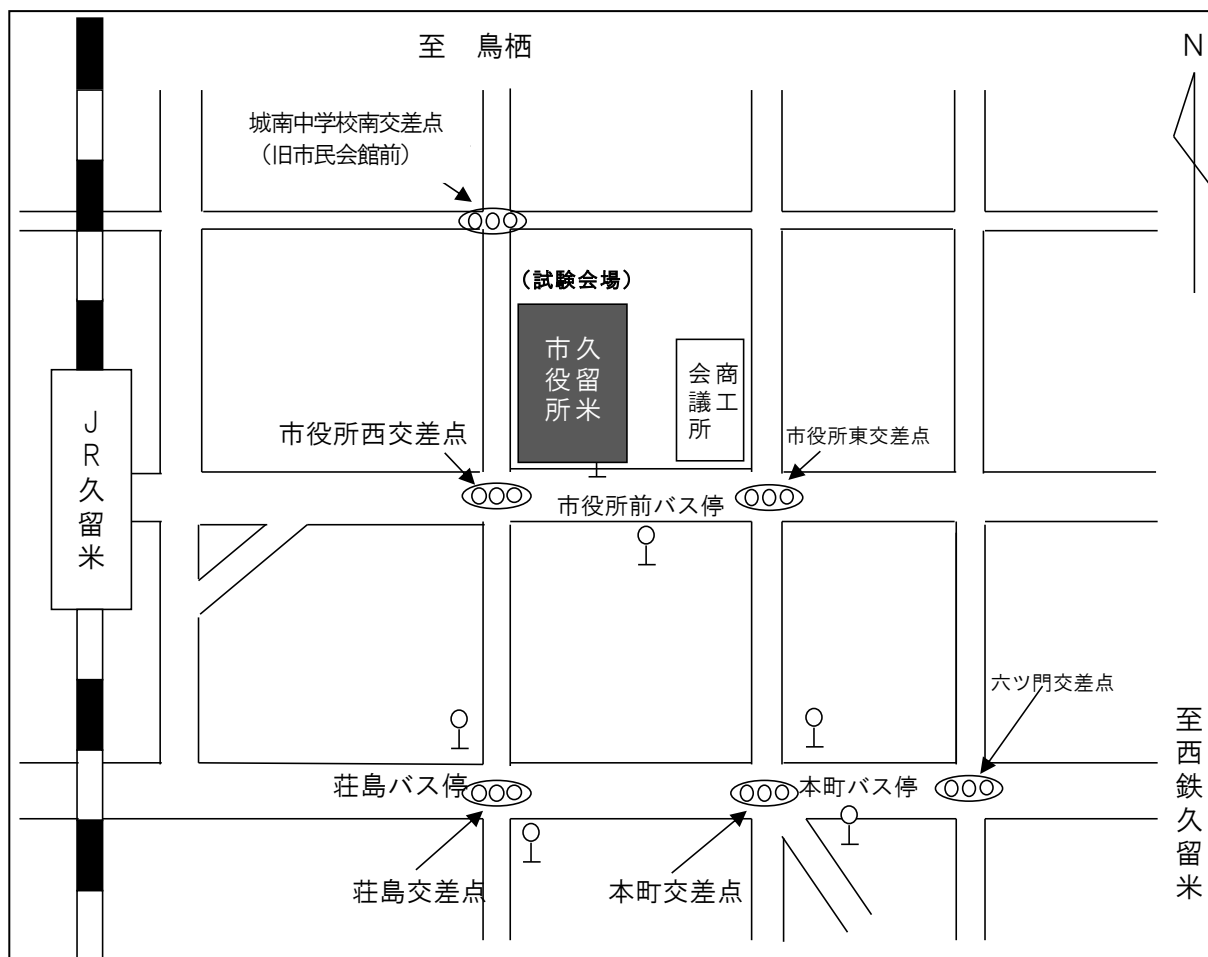 至　鳥栖
N
城南中学校南交差点
（旧市民会館前）
（試験会場）
久留米
市役所
商工
会議所
市役所西交差点
市役所東交差点
JR久留米
市役所前バス停
六ツ門交差点
至西鉄久留米
荘島バス停
本町バス停
荘島交差点
本町交差点